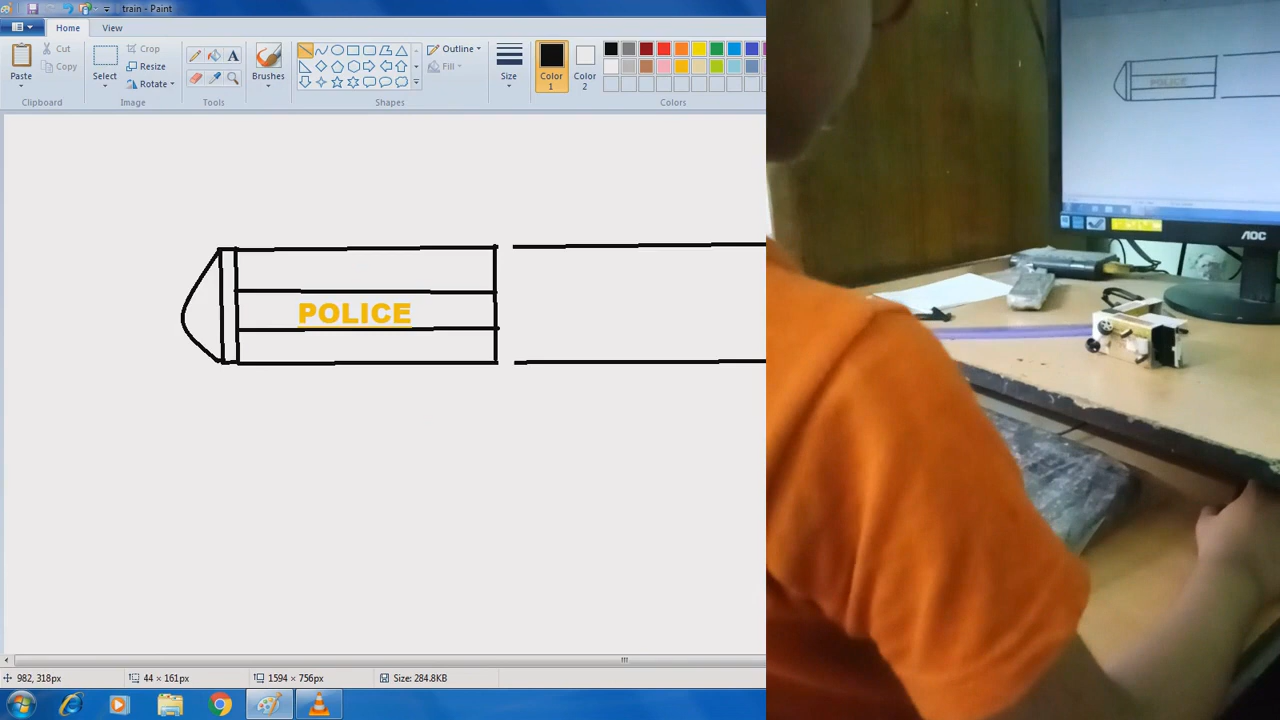 train - Paint
Home View
Paste
Cut
Copy
Clipboard
Select
Crop
Resize
Rotate
Image
Tools
Brushes
Shapes
Outline
Fill
Size
Color 1
Color 2
Colors
POLICE
982, 318px
44 × 161px
1594 × 756px
Size: 284.8KB
POLICE
AOC